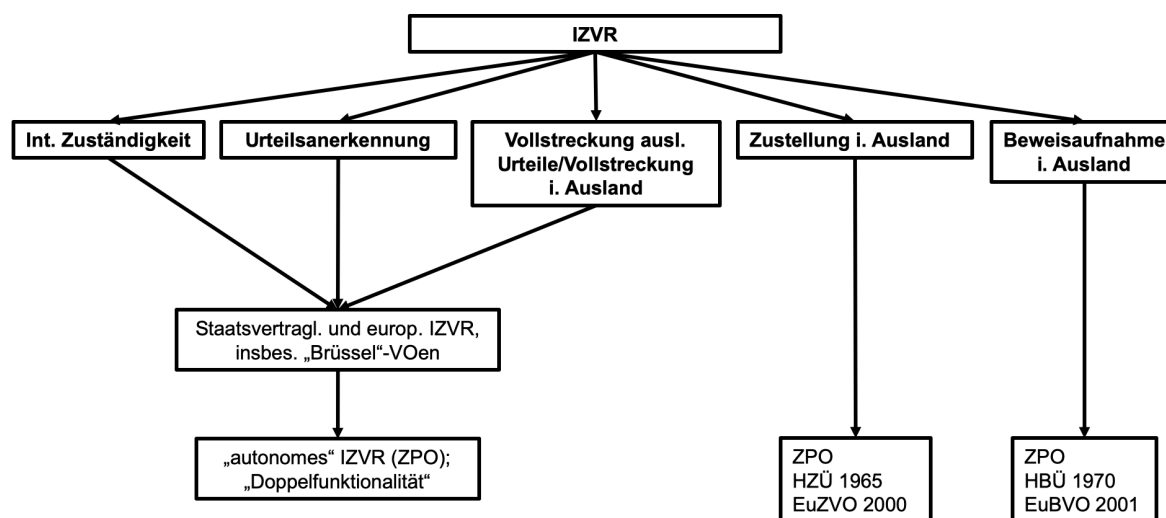 IZVR
Int. Zuständigkeit
Urteilsanerkennung
Vollstreckung ausl.
Urteile/Vollstreckung
i. Ausland
Zustellung i. Ausland
Beweisaufnahme
i. Ausland
Staatsvertragl. und europ. IZVR,
insbes. „Brüssel“-VOen
„autonomes“ IZVR (ZPO);
„Doppelfunktionalität“
ZPO
HZÜ 1965
EuZVO 2000
ZPO
HBÜ 1970
EuBVO 2001